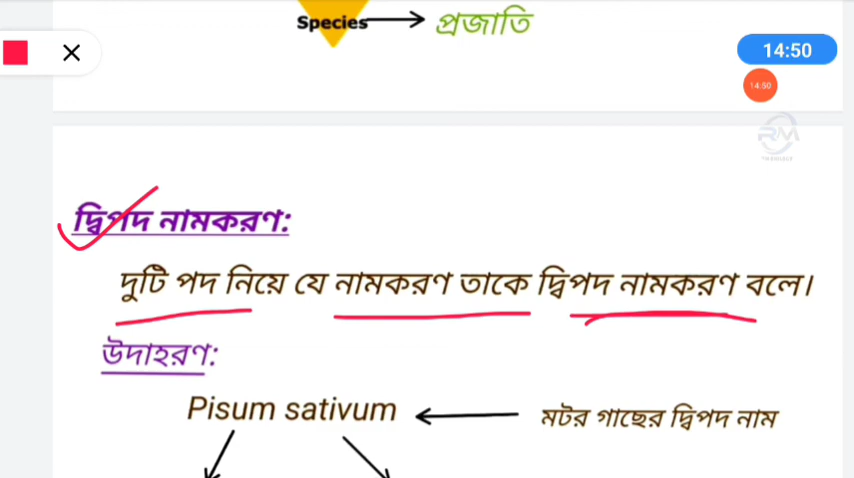 Species প্রজাতি
14:50
14:50
RM
দ্বিপদ নামকরণ:
দুটি পদ নিয়ে যে নামকরণ তাকে দ্বিপদ নামকরণ বলে।
উদাহরণ:
Pisum sativum মটর গাছের দ্বিপদ নাম